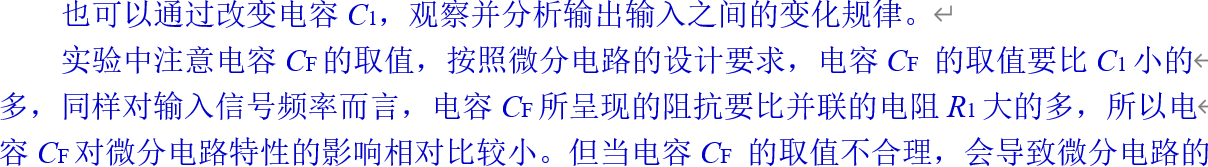 也可以通过改变电容 C1，观察并分析输出输入之间的变化规律。↵
实验中注意电容 CF 的取值，按照微分电路的设计要求，电容 CF 的取值要比 C1 小的←
多，同样对输入信号频率而言，电容 CF 所呈现的阻抗要比并联的电阻 R1 大的多，所以电←
容 CF 对微分电路特性的影响相对比较小。但当电容 CF 的取值不合理，会导致微分电路的